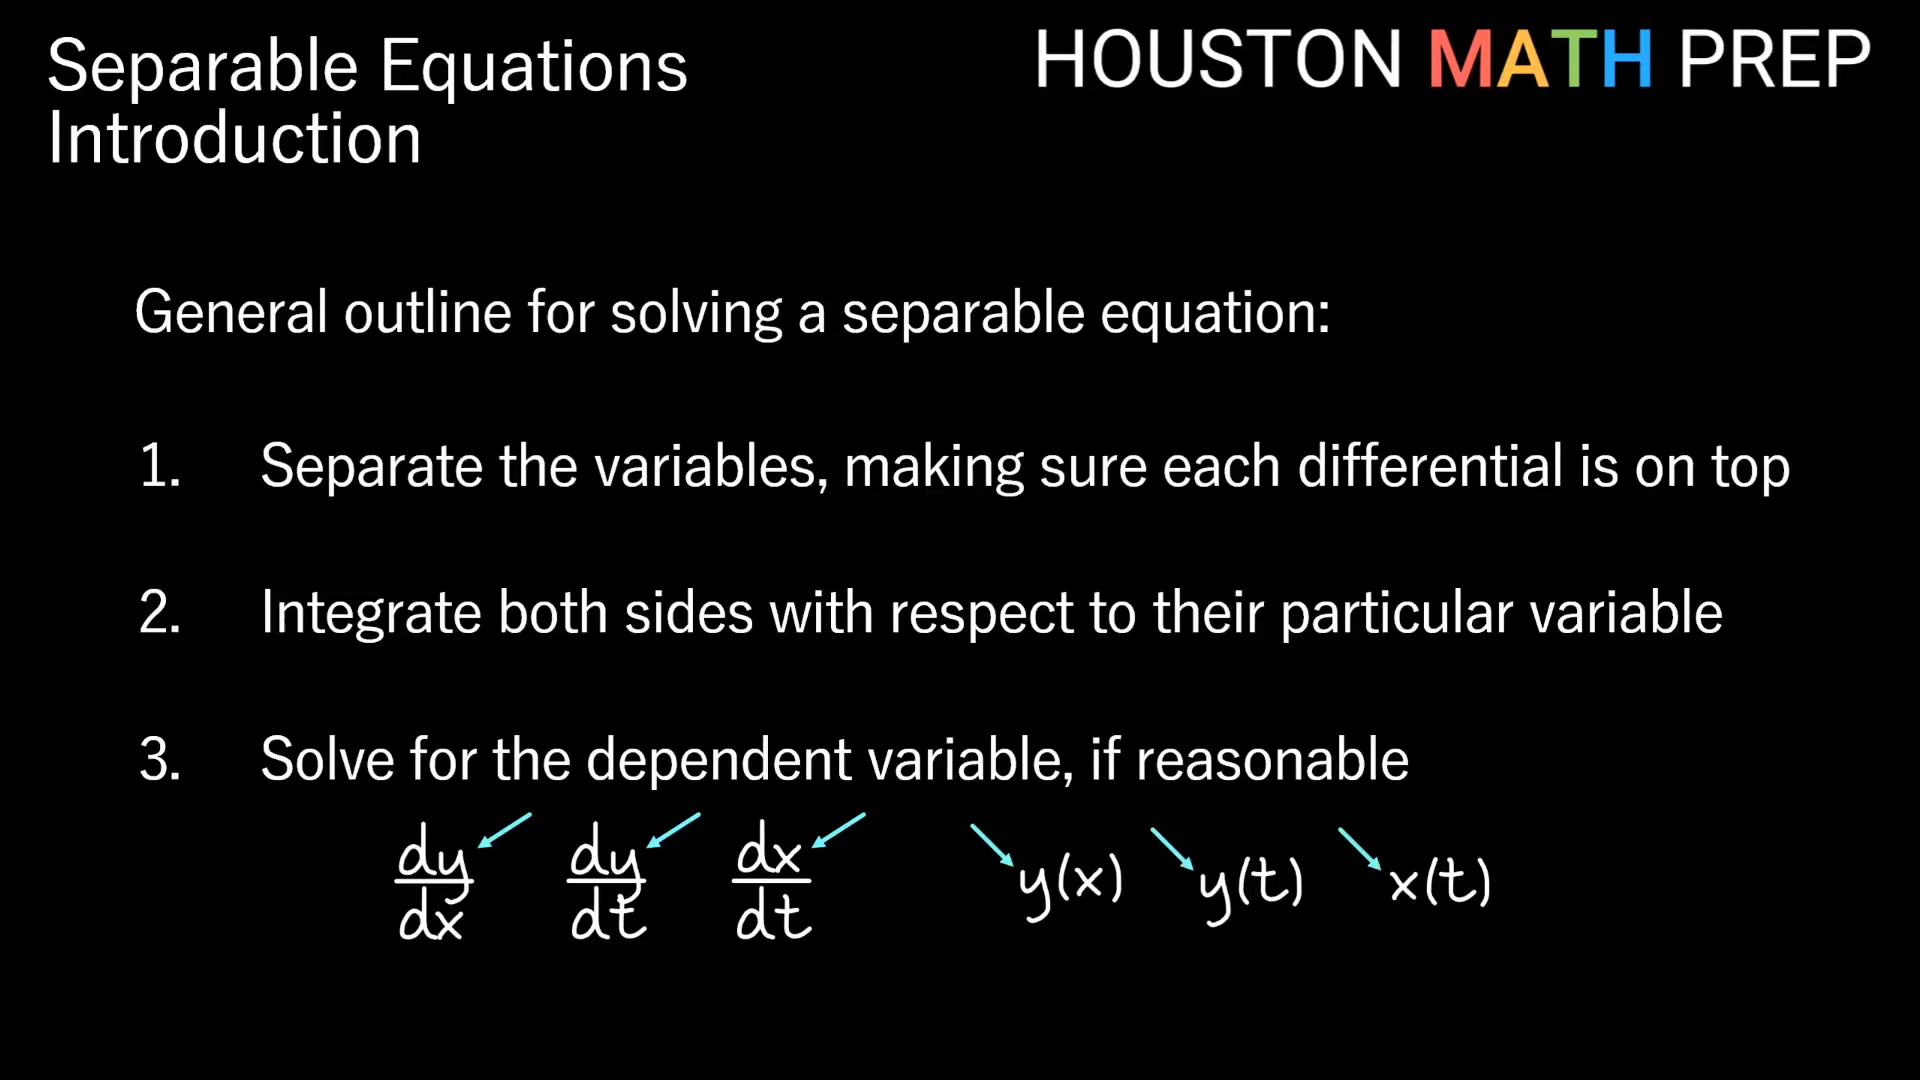 Separable Equations
Introduction
HOUSTON MATH PREP
General outline for solving a separable equation:
1. Separate the variables, making sure each differential is on top
2. Integrate both sides with respect to their particular variable
3. Solve for the dependent variable, if reasonable
dy/dx dy/dt dx/dt y(x) y(t) x(t)